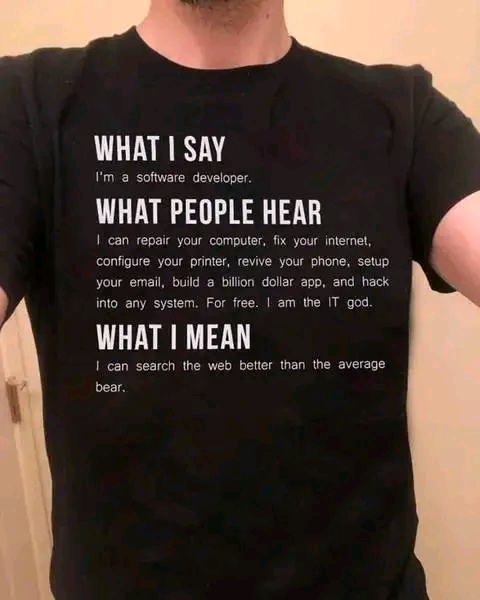 WHAT I SAY
I'm a software developer.
WHAT PEOPLE HEAR
I can repair your computer, fix your internet,
configure your printer, revive your phone, setup
your email, build a billion dollar app, and hack
into any system. For free. I am the IT god.
WHAT I MEAN
I can search the web better than the average
bear.